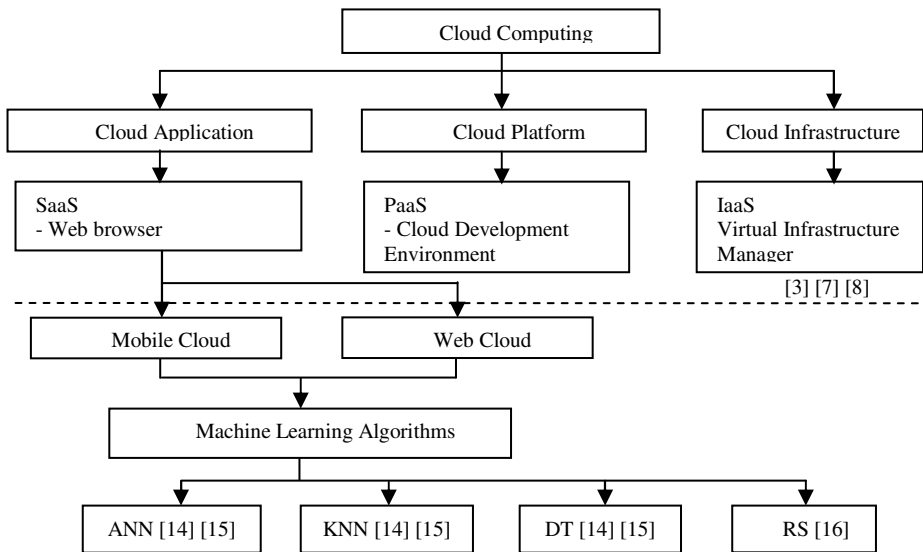 Cloud Computing
Cloud Application
Cloud Platform
Cloud Infrastructure
SaaS
- Web browser
PaaS
- Cloud Development
Environment
IaaS
Virtual Infrastructure
Manager
[3] [7] [8]
Mobile Cloud
Web Cloud
Machine Learning Algorithms
ANN [14] [15]
KNN [14] [15]
DT [14] [15]
RS [16]